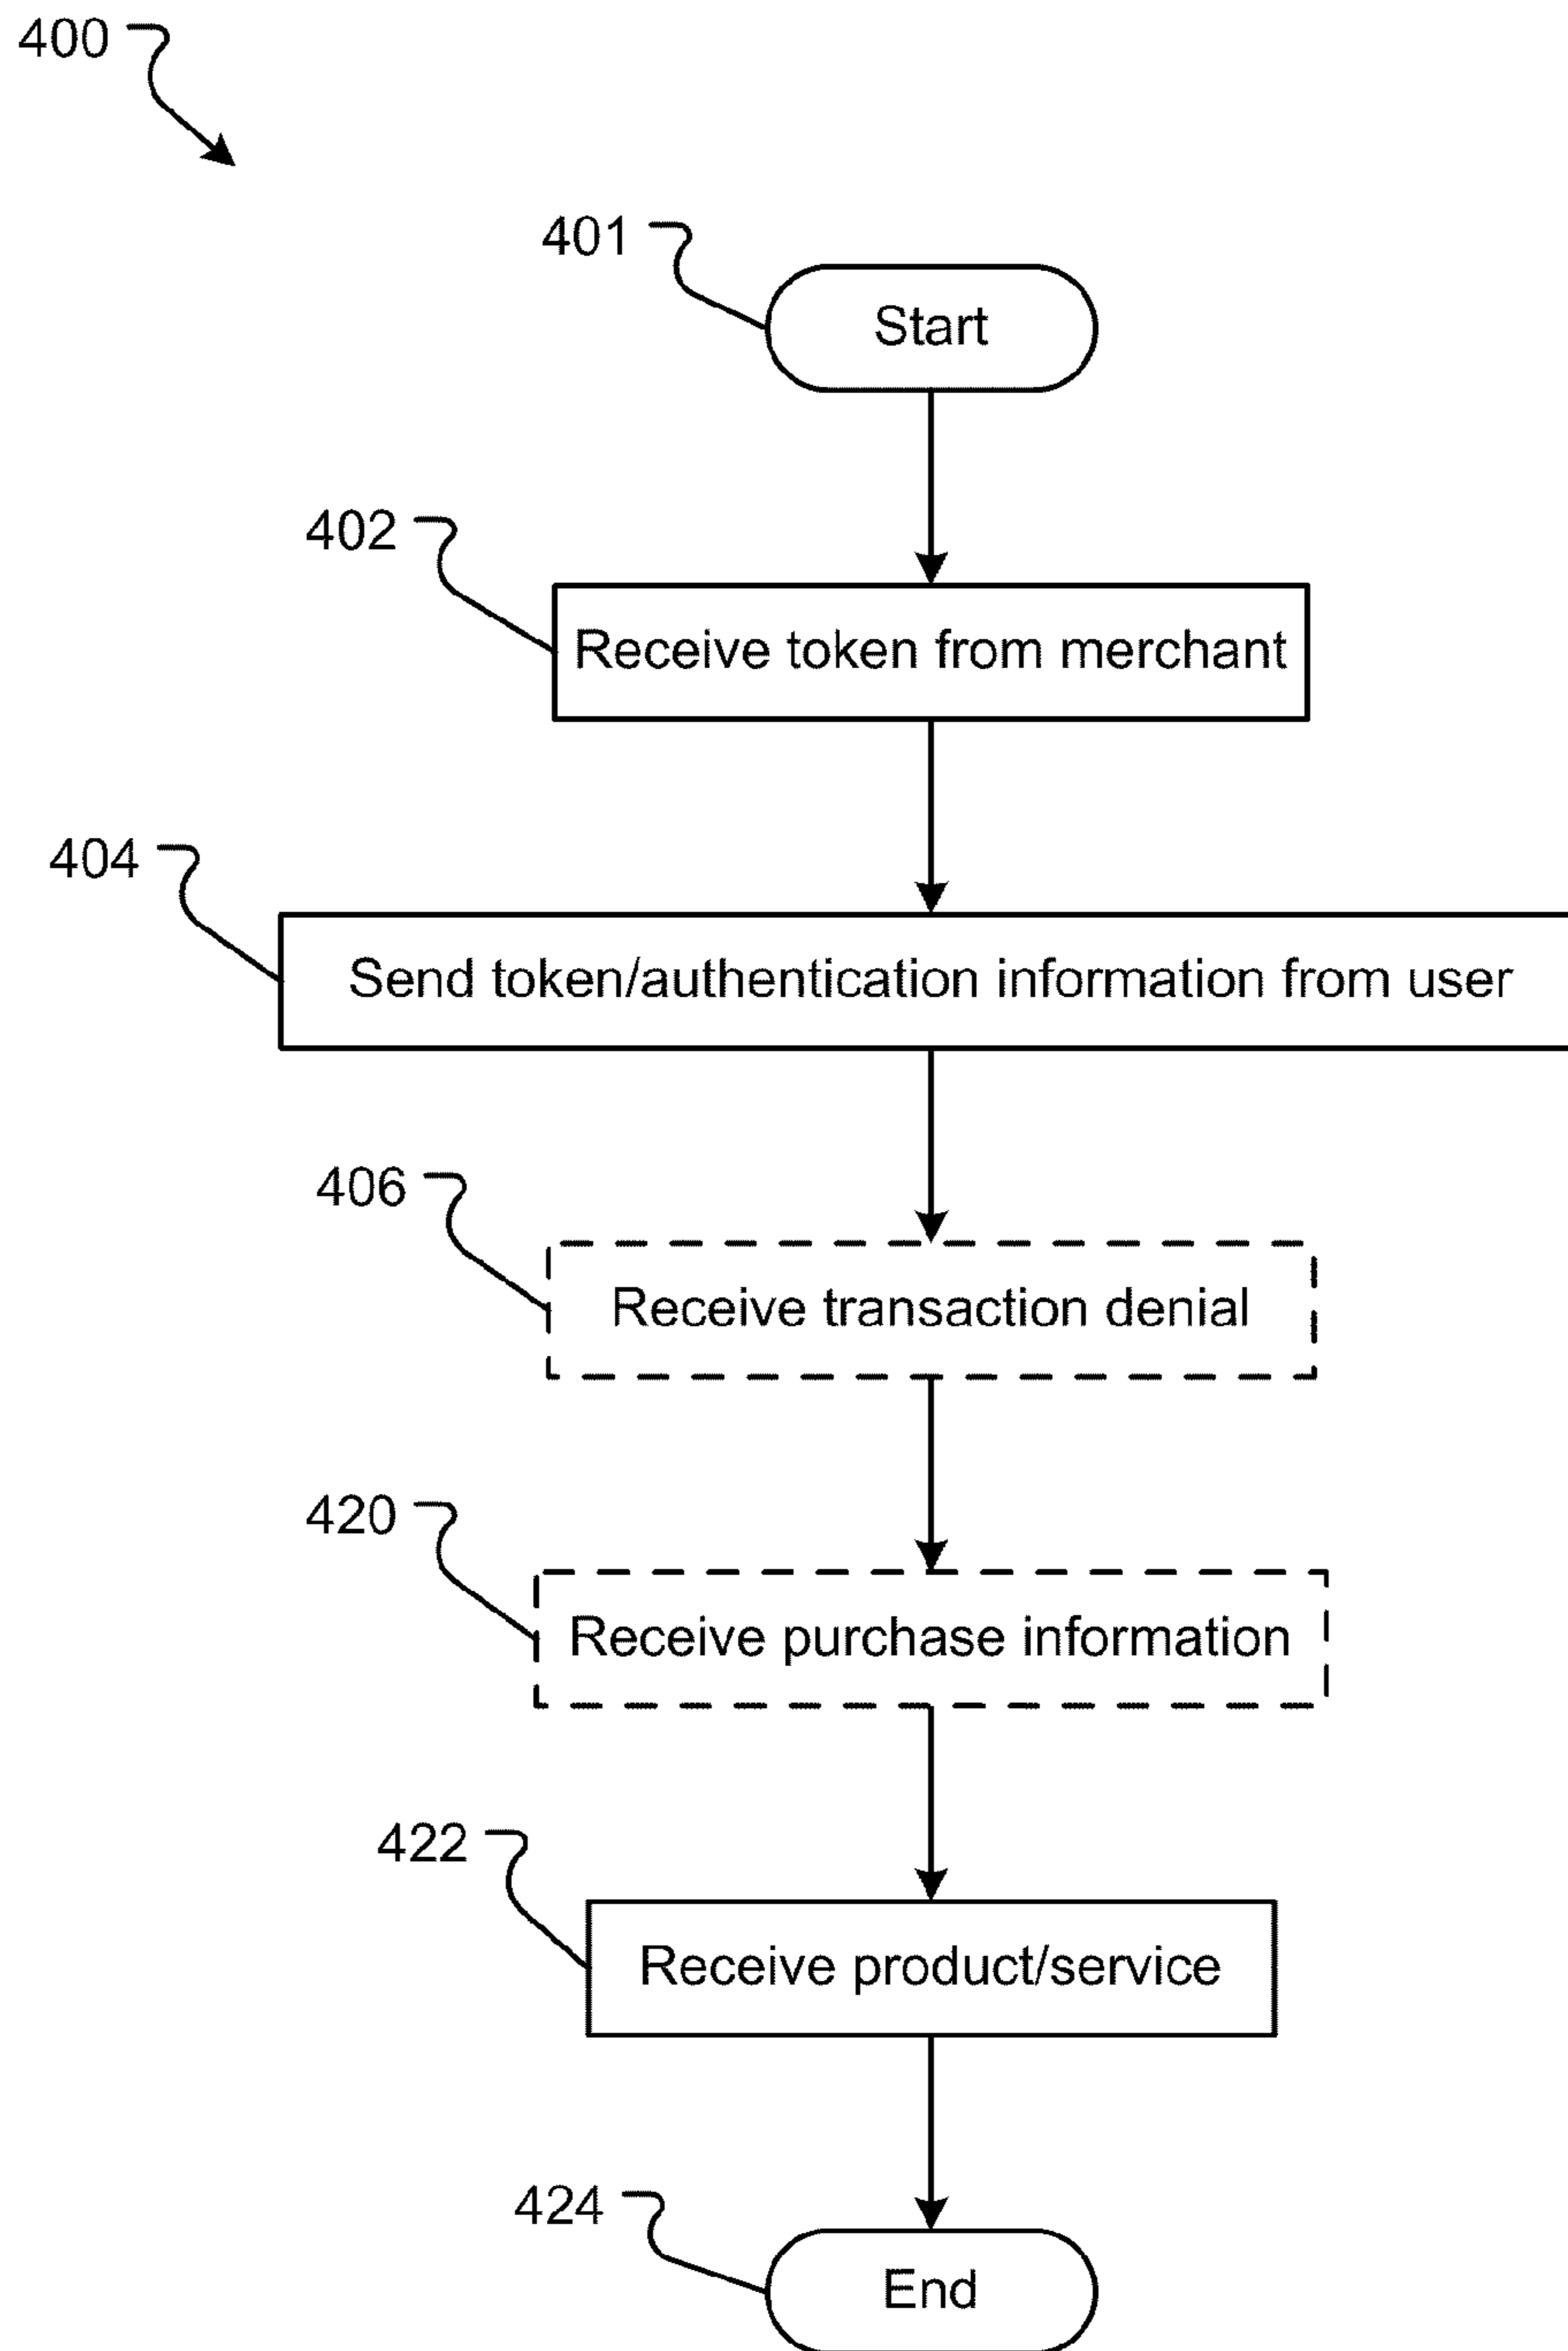 400
401
Start
402
Receive token from merchant
404
Send token/authentication information from user
406
Receive transaction denial
420
Receive purchase information
422
Receive product/service
424
End